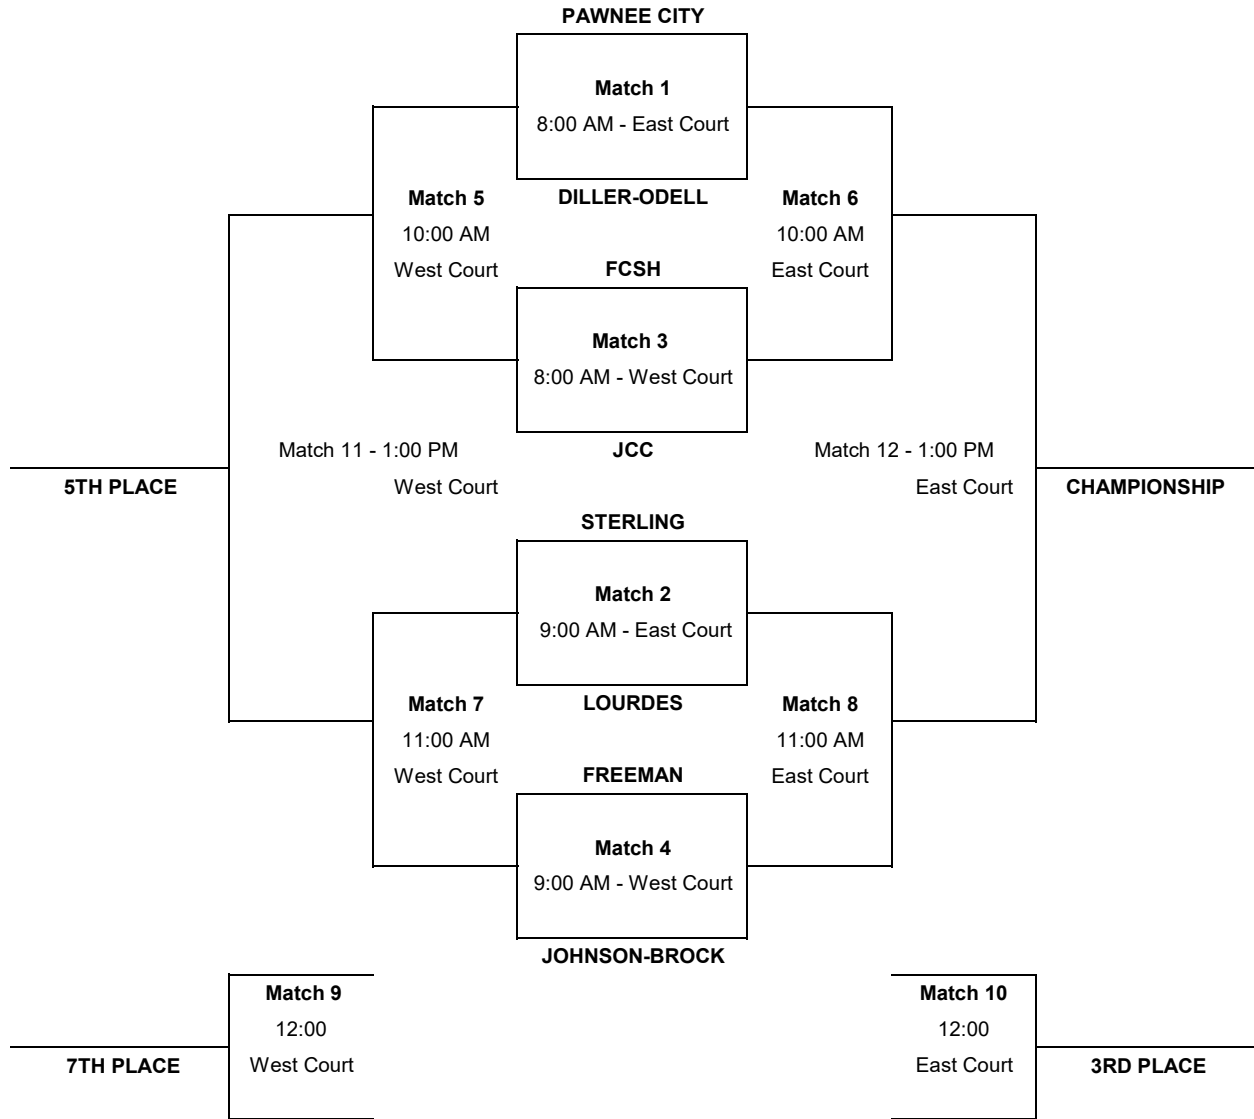 PAWNEE CITY
Match 1
8:00 AM - East Court
Match 5
DILLER-ODELL
Match 6
10:00 AM
10:00 AM
West Court
FCSH
East Court
Match 3
8:00 AM - West Court
Match 11 - 1:00 PM
JCC
Match 12 - 1:00 PM
5TH PLACE
West Court
East Court
CHAMPIONSHIP
STERLING
Match 2
9:00 AM - East Court
Match 7
LOURDES
Match 8
11:00 AM
11:00 AM
West Court
FREEMAN
East Court
Match 4
9:00 AM - West Court
JOHNSON-BROCK
Match 9
Match 10
12:00
12:00
7TH PLACE
West Court
East Court
3RD PLACE